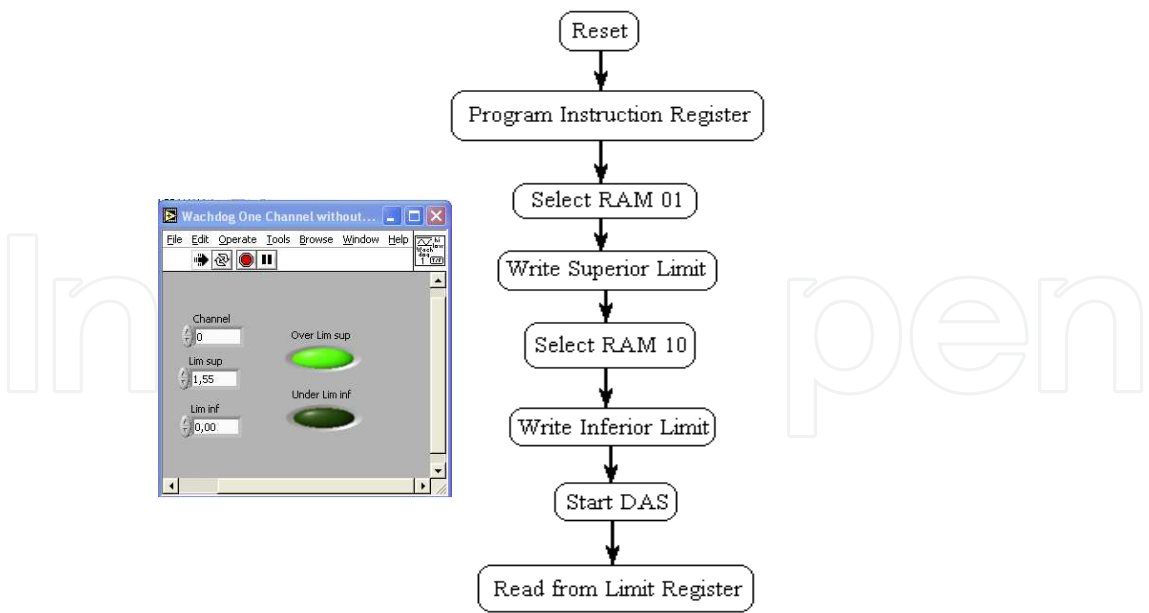 Reset
Program Instruction Register
Select RAM 01
Write Superior Limit
Select RAM 10
Write Inferior Limit
Start DAS
Read from Limit Register
Wachdog One Channel without...
File Edit Operate Tools Browse Window Help
Channel
0
Lim sup
1,55
Lim inf
0,00
Over Lim sup
Under Lim inf
In
pen